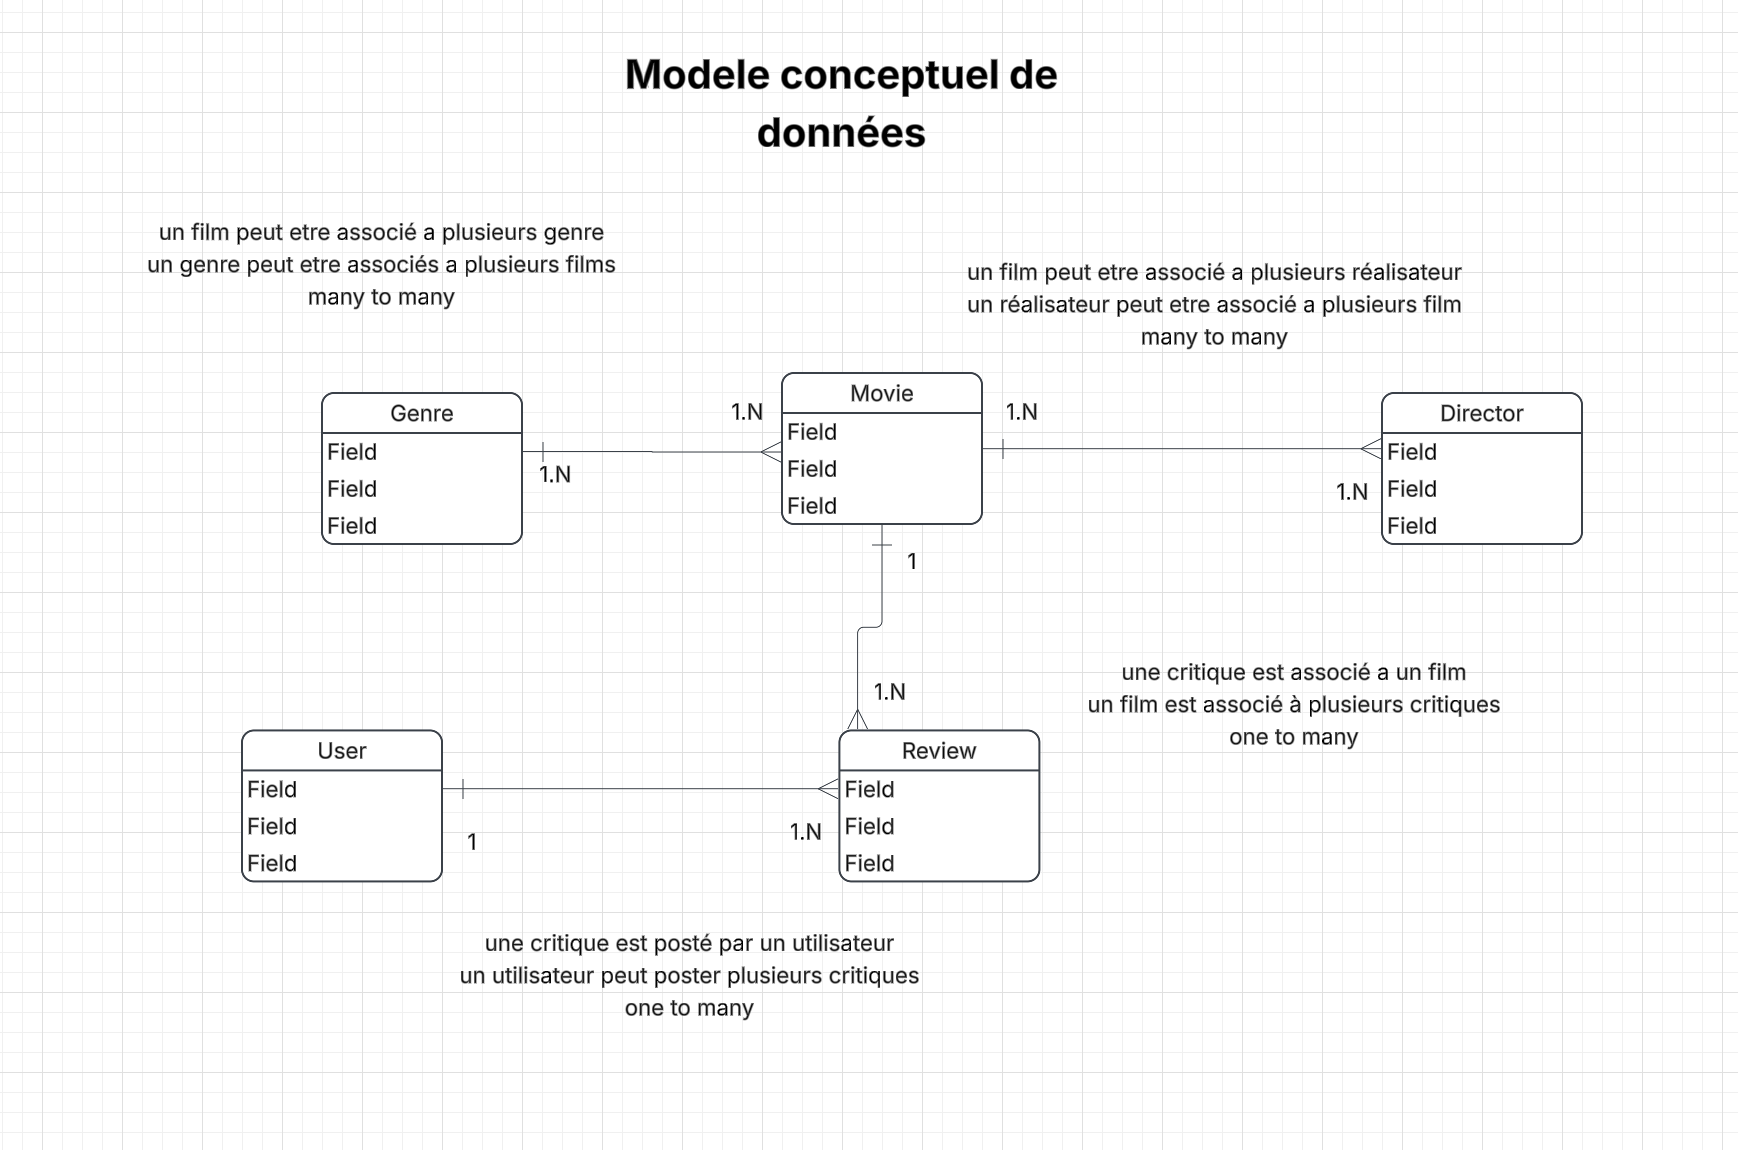 Modele conceptuel de
données
un film peut etre associé a plusieurs genre
un genre peut etre associés a plusieurs films
many to many
un film peut etre associé a plusieurs réalisateur
un réalisateur peut etre associé a plusieurs film
many to many
Genre
Field
Field
Field
1.N
1.N
Movie
Field
Field
Field
1.N
1.N
Director
Field
Field
Field
1
1.N
une critique est associé a un film
un film est associé à plusieurs critiques
one to many
User
Field
Field
Field
1
1.N
Review
Field
Field
Field
une critique est posté par un utilisateur
un utilisateur peut poster plusieurs critiques
one to many